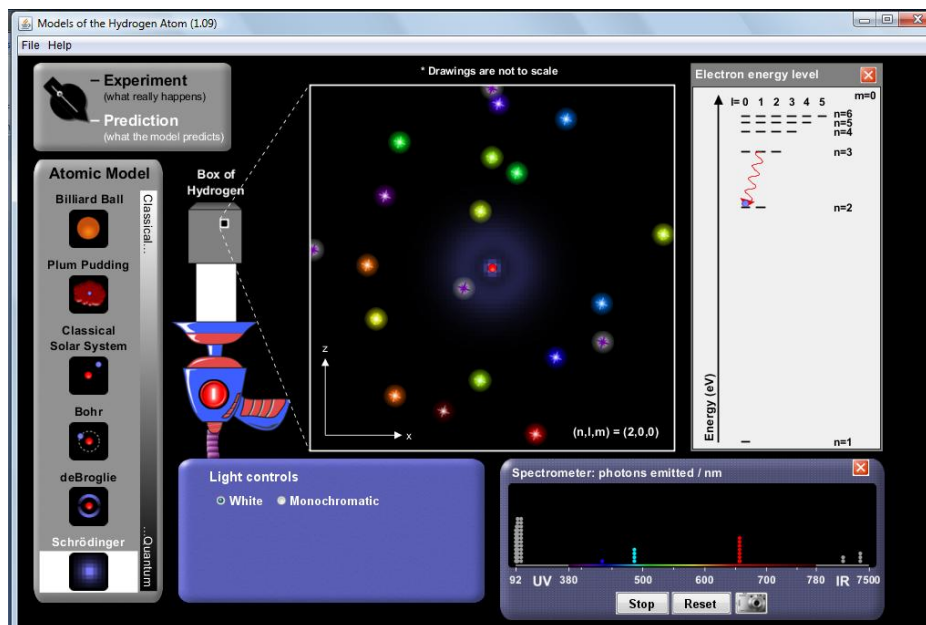 Models of the Hydrogen Atom (1.09)
File Help
Experiment
(what really happens)
Prediction
(what the model predicts)
* Drawings are not to scale
Electron energy level
Atomic Model
Billiard Ball
Plum Pudding
Classical
Solar System
Bohr
deBroglie
Schrödinger
Classical...
...Quantum
Box of
Hydrogen
z
x
(n,l,m) = (2,0,0)
m=0
l= 0 1 2 3 4 5
n=6
n=5
n=4
n=3
n=2
n=1
Energy (eV)
Light controls
White Monochromatic
Spectrometer: photons emitted / nm
92 UV 380 500 600 700 780 IR 7500
Stop Reset